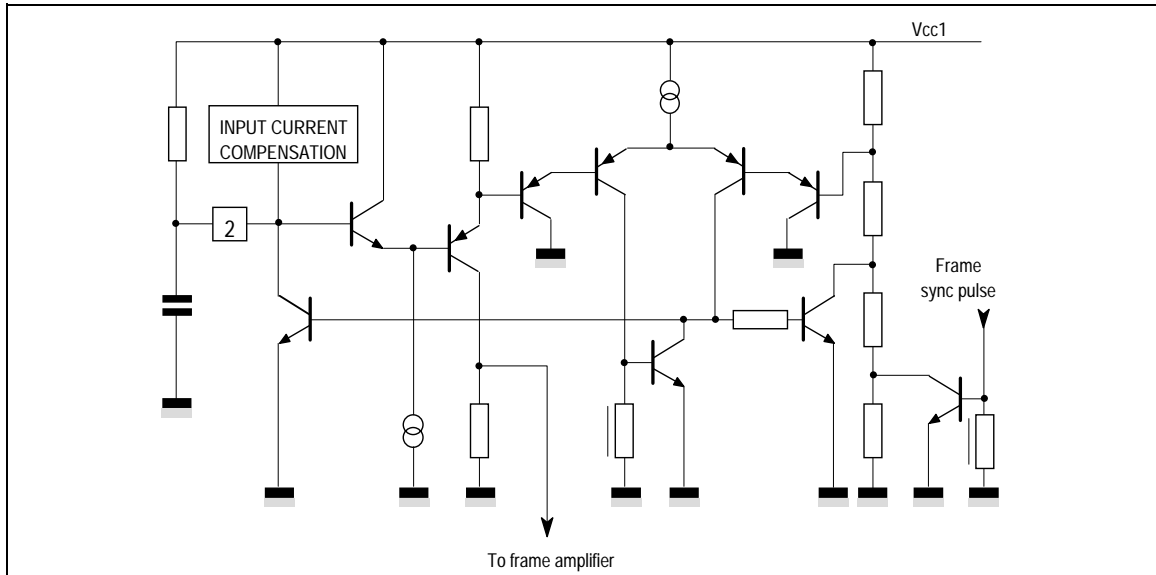 Vcc1
INPUT CURRENT
COMPENSATION
2
Frame
sync pulse
To frame amplifier